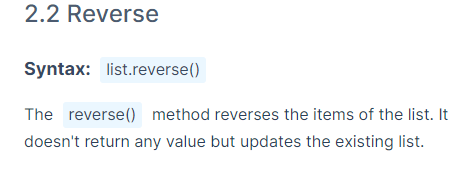 2.2 Reverse
Syntax: list.reverse()
The reverse() method reverses the items of the list. It
doesn't return any value but updates the existing list.